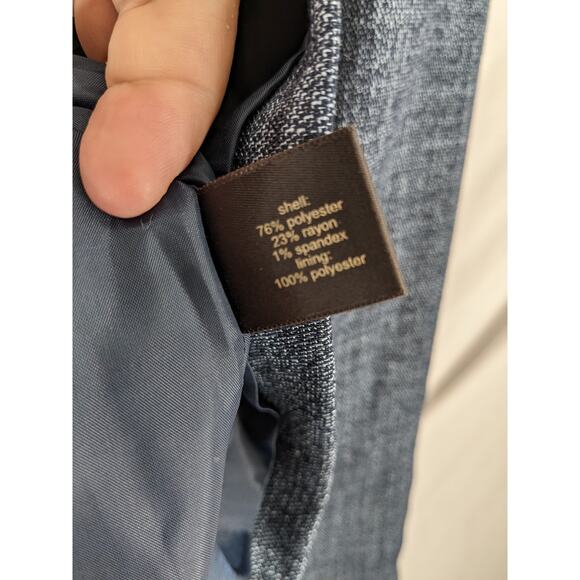 shell:
76% polyester
23% rayon
1% spandex
lining:
100% polyester